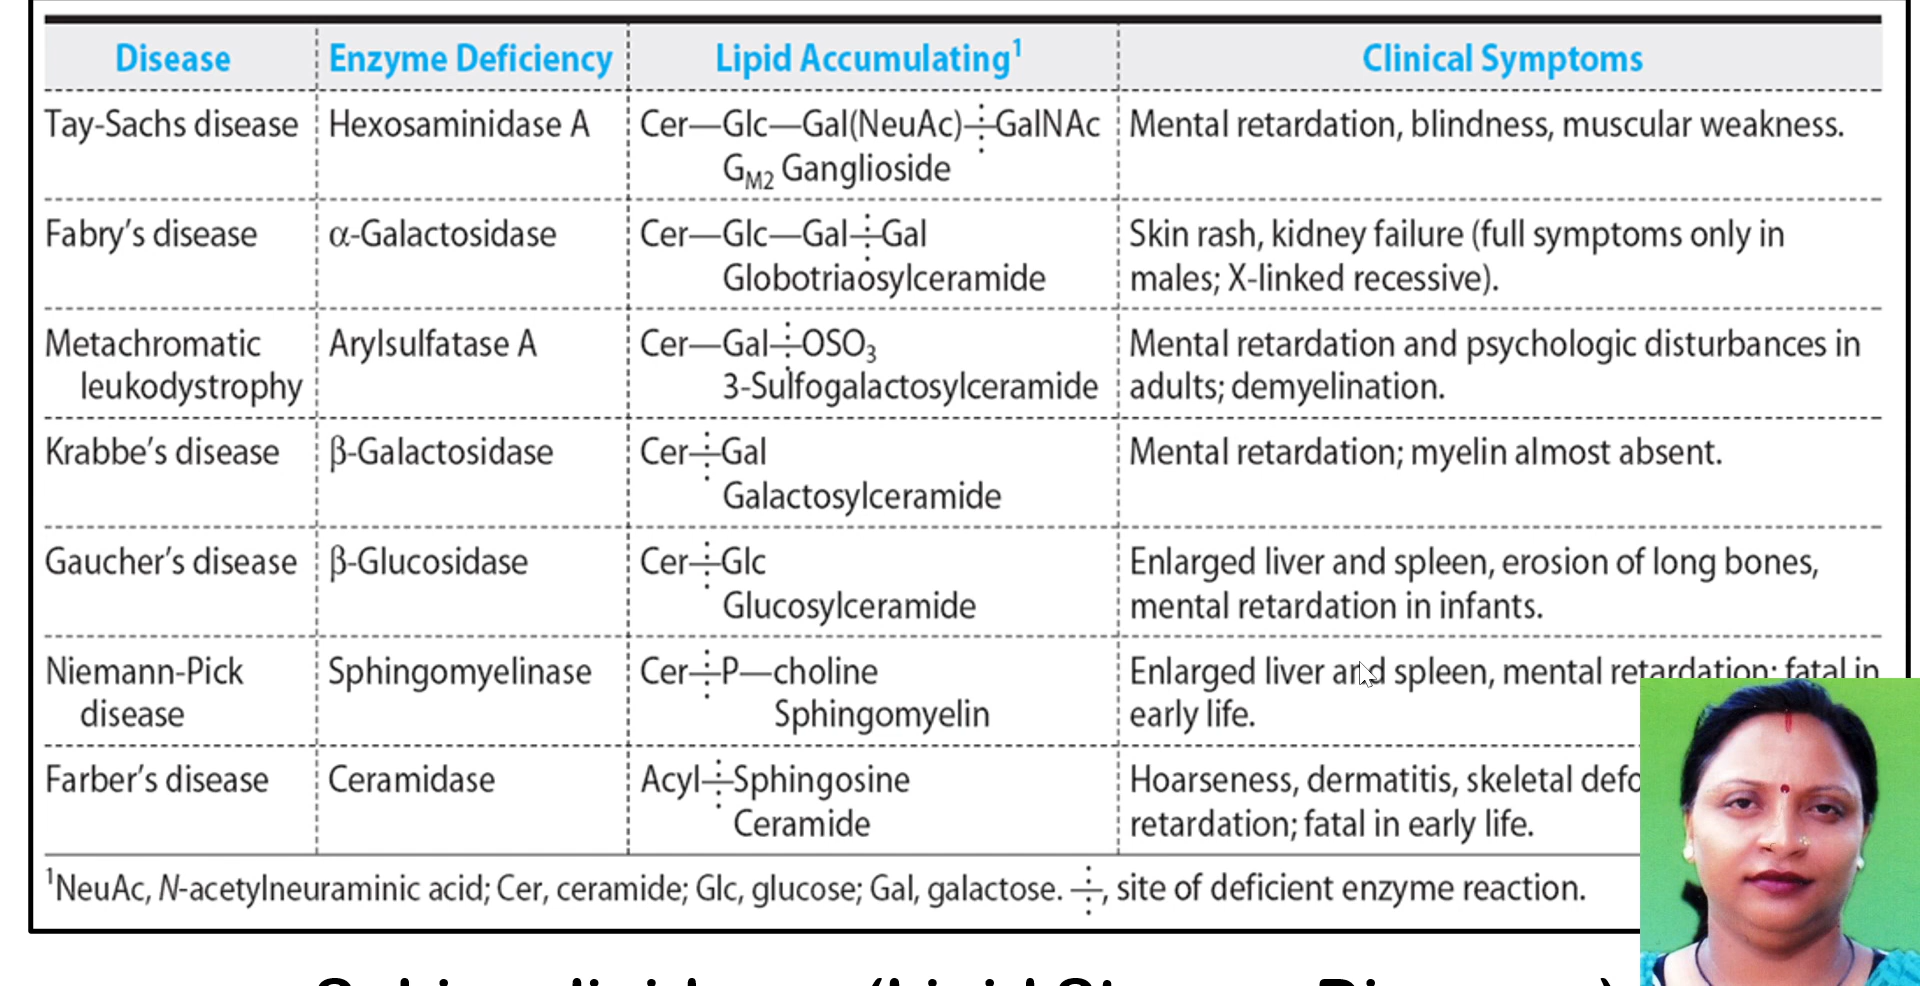 Disease Enzyme Deficiency Lipid Accumulating¹ Clinical Symptoms
Tay-Sachs disease Hexosaminidase A Cer—Glc—Gal(NeuAc)⸓GalNAc Mental retardation, blindness, muscular weakness.
G_M2 Ganglioside
Fabry's disease α-Galactosidase Cer—Glc—Gal⸓Gal Skin rash, kidney failure (full symptoms only in
Globotriaosylceramide males; X-linked recessive).
Metachromatic Arylsulfatase A Cer—Gal⸓OSO₃ Mental retardation and psychologic disturbances in
leukodystrophy 3-Sulfogalactosylceramide adults; demyelination.
Krabbe's disease β-Galactosidase Cer⸓Gal Mental retardation; myelin almost absent.
Galactosylceramide
Gaucher's disease β-Glucosidase Cer⸓Glc Enlarged liver and spleen, erosion of long bones,
Glucosylceramide mental retardation in infants.
Niemann-Pick Sphingomyelinase Cer⸓P—choline Enlarged liver and spleen, mental retardation; fatal in
disease Sphingomyelin early life.
Farber's disease Ceramidase Acyl⸓Sphingosine Hoarseness, dermatitis, skeletal defo
Ceramide retardation; fatal in early life.
¹NeuAc, N-acetylneuraminic acid; Cer, ceramide; Glc, glucose; Gal, galactose. ⸓, site of deficient enzyme reaction.